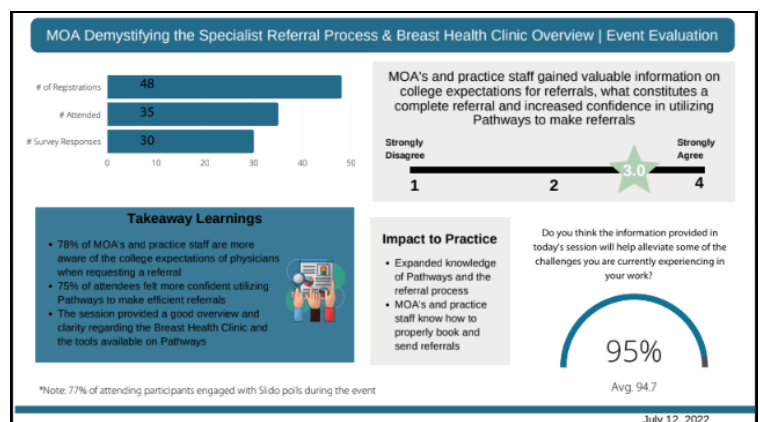 MOA Demystifying the Specialist Referral Process & Breast Health Clinic Overview | Event Evaluation
# of Registrations
48
# Attended
35
# Survey Responses
30
0
10
20
30
40
50
MOA's and practice staff gained valuable information on
college expectations for referrals, what constitutes a
complete referral and increased confidence in utilizing
Pathways to make referrals
Strongly
Disagree
Strongly
Agree
3.0
1
2
4
Takeaway Learnings
• 78% of MOA's and practice staff are more
aware of the college expectations of physicians
when requesting a referral
• 75% of attendees felt more confident utilizing
Pathways to make efficient referrals
• The session provided a good overview and
clarity regarding the Breast Health Clinic and
the tools available on Pathways
Impact to Practice
• Expanded knowledge
of Pathways and the
referral process
• MOA's and practice
staff know how to
properly book and
send referrals
Do you think the information provided in
today's session will help alleviate some of the
challenges you are currently experiencing in
your work?
95%
Avg. 94.7
*Note: 77% of attending participants engaged with Slido polls during the event
July 12, 2022